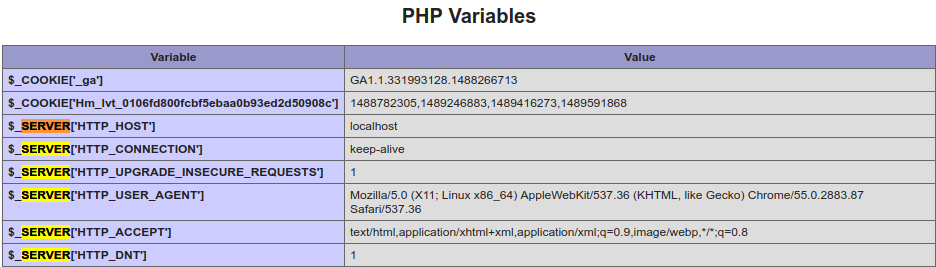 PHP Variables
Variable Value
$_COOKIE['_ga'] GA1.1.331993128.1488266713
$_COOKIE['Hm_lvt_0106fd800fcbf5ebaa0b93ed2d50908c'] 1488782305,1489246883,1489416273,1489591868
$_SERVER['HTTP_HOST'] localhost
$_SERVER['HTTP_CONNECTION'] keep-alive
$_SERVER['HTTP_UPGRADE_INSECURE_REQUESTS'] 1
$_SERVER['HTTP_USER_AGENT'] Mozilla/5.0 (X11; Linux x86_64) AppleWebKit/537.36 (KHTML, like Gecko) Chrome/55.0.2883.87
Safari/537.36
$_SERVER['HTTP_ACCEPT'] text/html,application/xhtml+xml,application/xml;q=0.9,image/webp,*/*;q=0.8
$_SERVER['HTTP_DNT'] 1